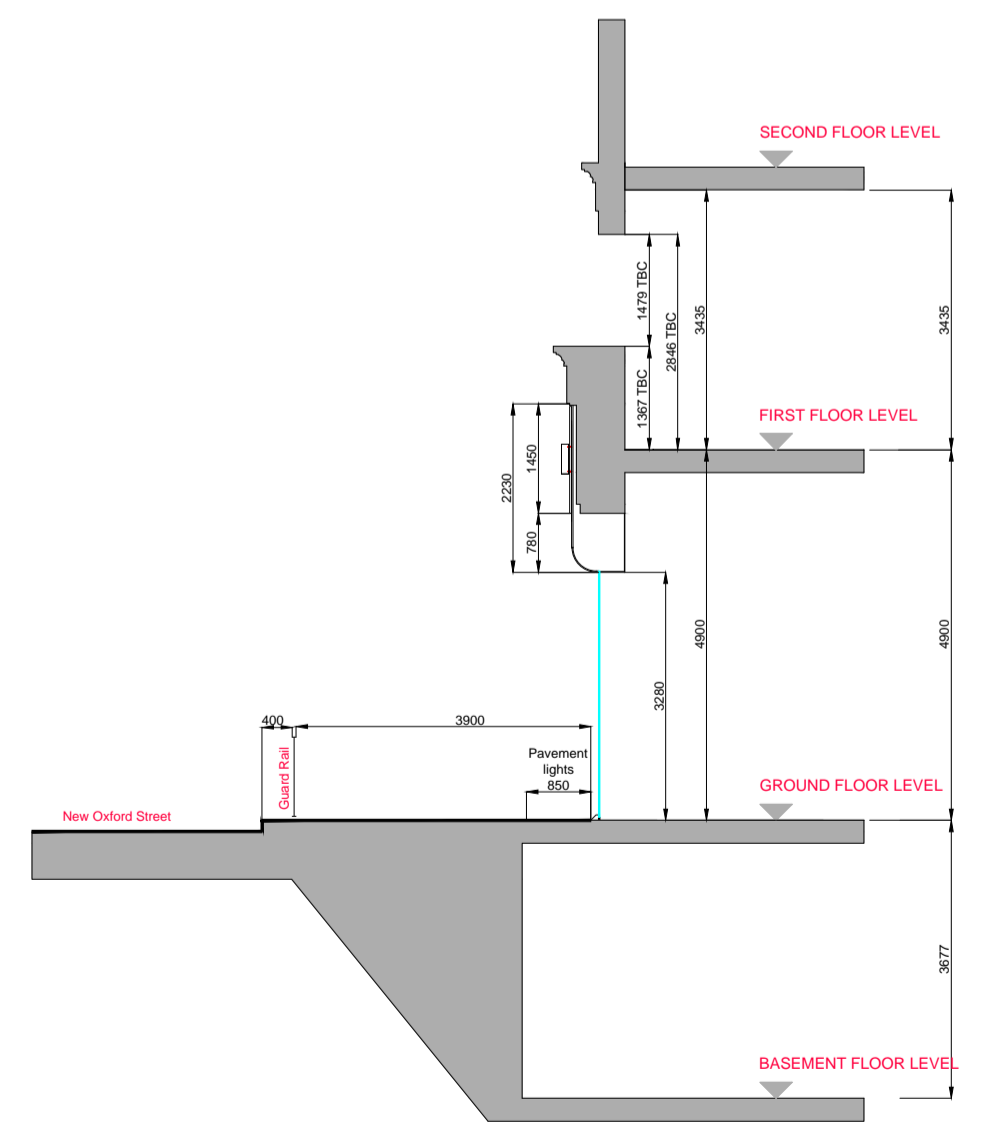 SECOND FLOOR LEVEL
1479 TBC
2846 TBC
3435
3435
1367 TBC
FIRST FLOOR LEVEL
2230
1450
780
4900
4900
3280
400
3900
Guard Rail
Pavement
lights
850
GROUND FLOOR LEVEL
New Oxford Street
3677
BASEMENT FLOOR LEVEL